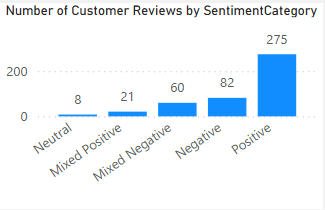 Number of Customer Reviews by SentimentCategory
275
200
82
60
21
8
0
Neutral
Mixed Positive
Mixed Negative
Negative
Positive